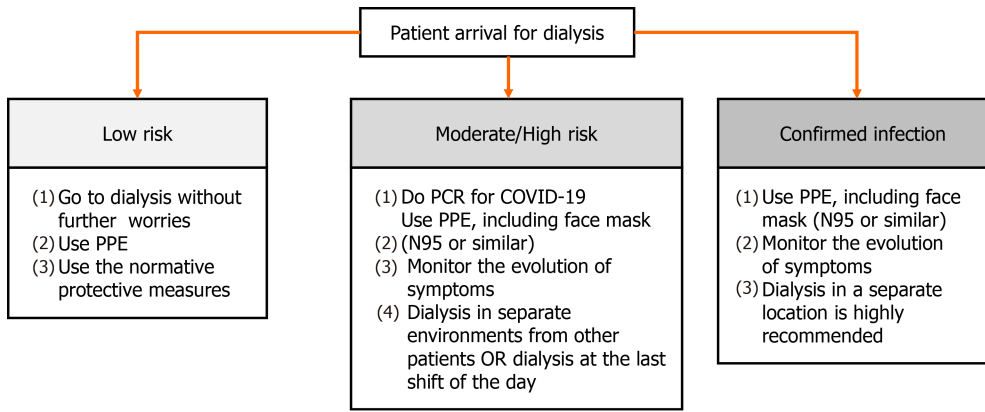 Patient arrival for dialysis
Low risk
(1) Go to dialysis without
further worries
(2) Use PPE
(3) Use the normative
protective measures
Moderate/High risk
(1) Do PCR for COVID-19
Use PPE, including face mask
(2) (N95 or similar)
(3) Monitor the evolution of
symptoms
(4) Dialysis in separate
environments from other
patients OR dialysis at the last
shift of the day
Confirmed infection
(1) Use PPE, including face
mask (N95 or similar)
(2) Monitor the evolution
of symptoms
(3) Dialysis in a separate
location is highly
recommended